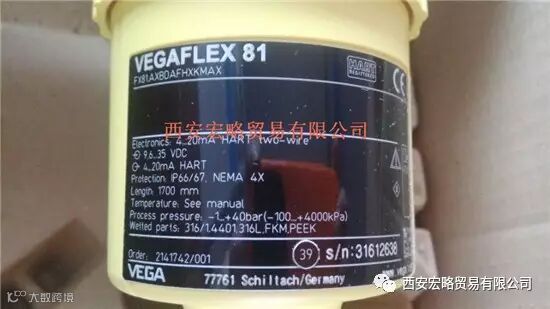 VEGAFLEX 81
FX81.AXBDAFHXKMAX
HART
西安宏略贸易有限公司
Electronics: 4...20mA HART two-wire
9.6...35 VDC
4...20mA HART
Protection: IP66/67, NEMA 4X
Length: 1700 mm
Temperature: See manual
Process pressure: -1...+40bar(-100...+4000kPa)
Wetted parts: 316/1.4401,316L,FKM,PEEK
39 s/n:31612638
Order: 2141742/001
VEGA
77761 Schiltach/Germany
大数跨境
西安宏略贸易有限公司